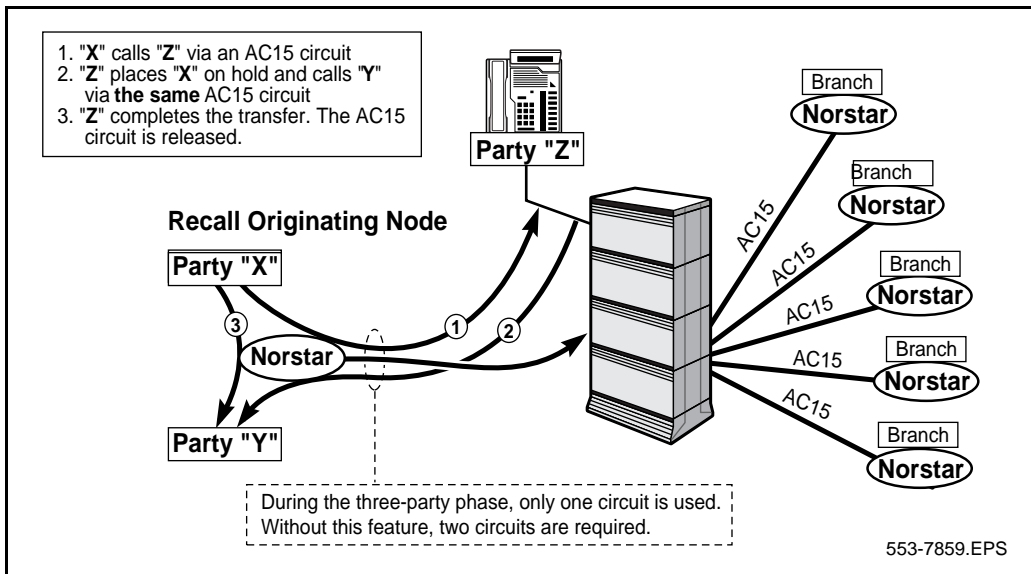 1. "X" calls "Z" via an AC15 circuit
2. "Z" places "X" on hold and calls "Y"
via the same AC15 circuit
3. "Z" completes the transfer. The AC15
circuit is released.
Party "Z"
Recall Originating Node
Party "X"
1
2
3
Norstar
Party "Y"
Branch
Norstar
AC15
Branch
Norstar
AC15
Branch
Norstar
AC15
Branch
Norstar
AC15
Branch
Norstar
AC15
During the three-party phase, only one circuit is used.
Without this feature, two circuits are required.
553-7859.EPS